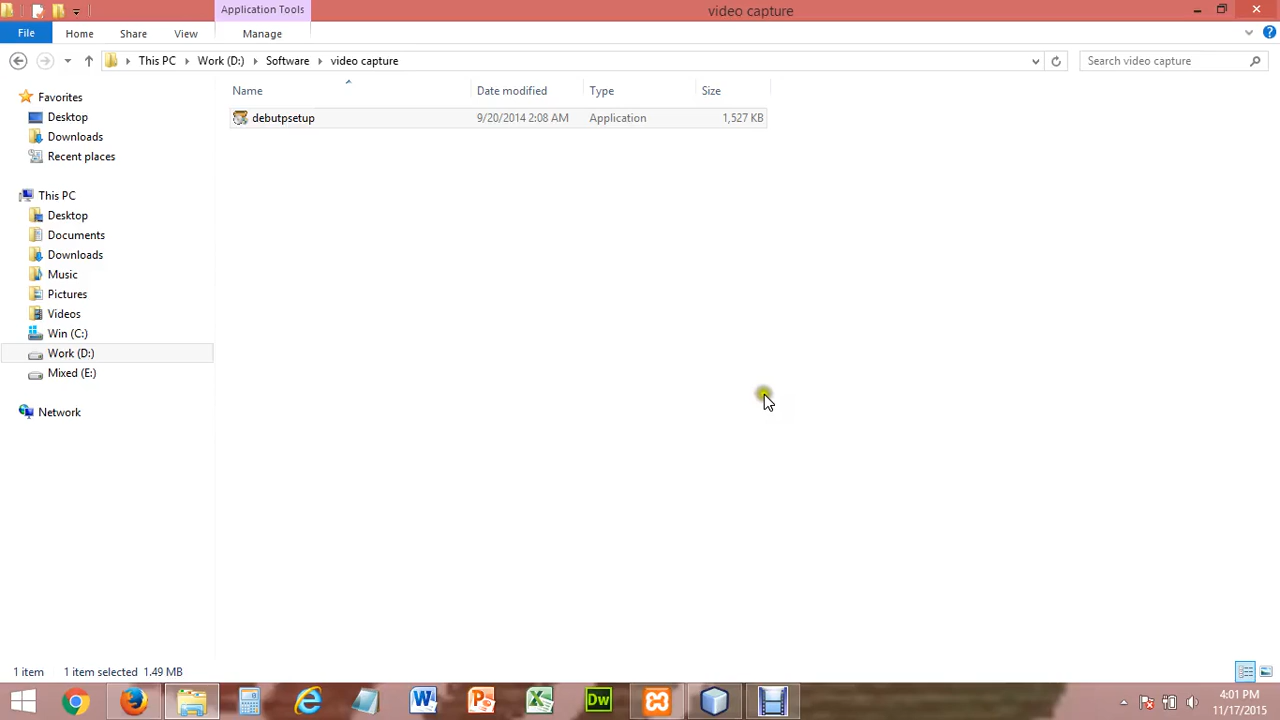 Application Tools
video capture
File Home Share View Manage
This PC Work (D:) Software video capture
Search video capture
Name Date modified Type Size
debutpsetup 9/20/2014 2:08 AM Application 1,527 KB
Favorites
Desktop
Downloads
Recent places
This PC
Desktop
Documents
Downloads
Music
Pictures
Videos
Win (C:)
Work (D:)
Mixed (E:)
Network
1 item 1 item selected 1.49 MB
Dw
4:01 PM
11/17/2015